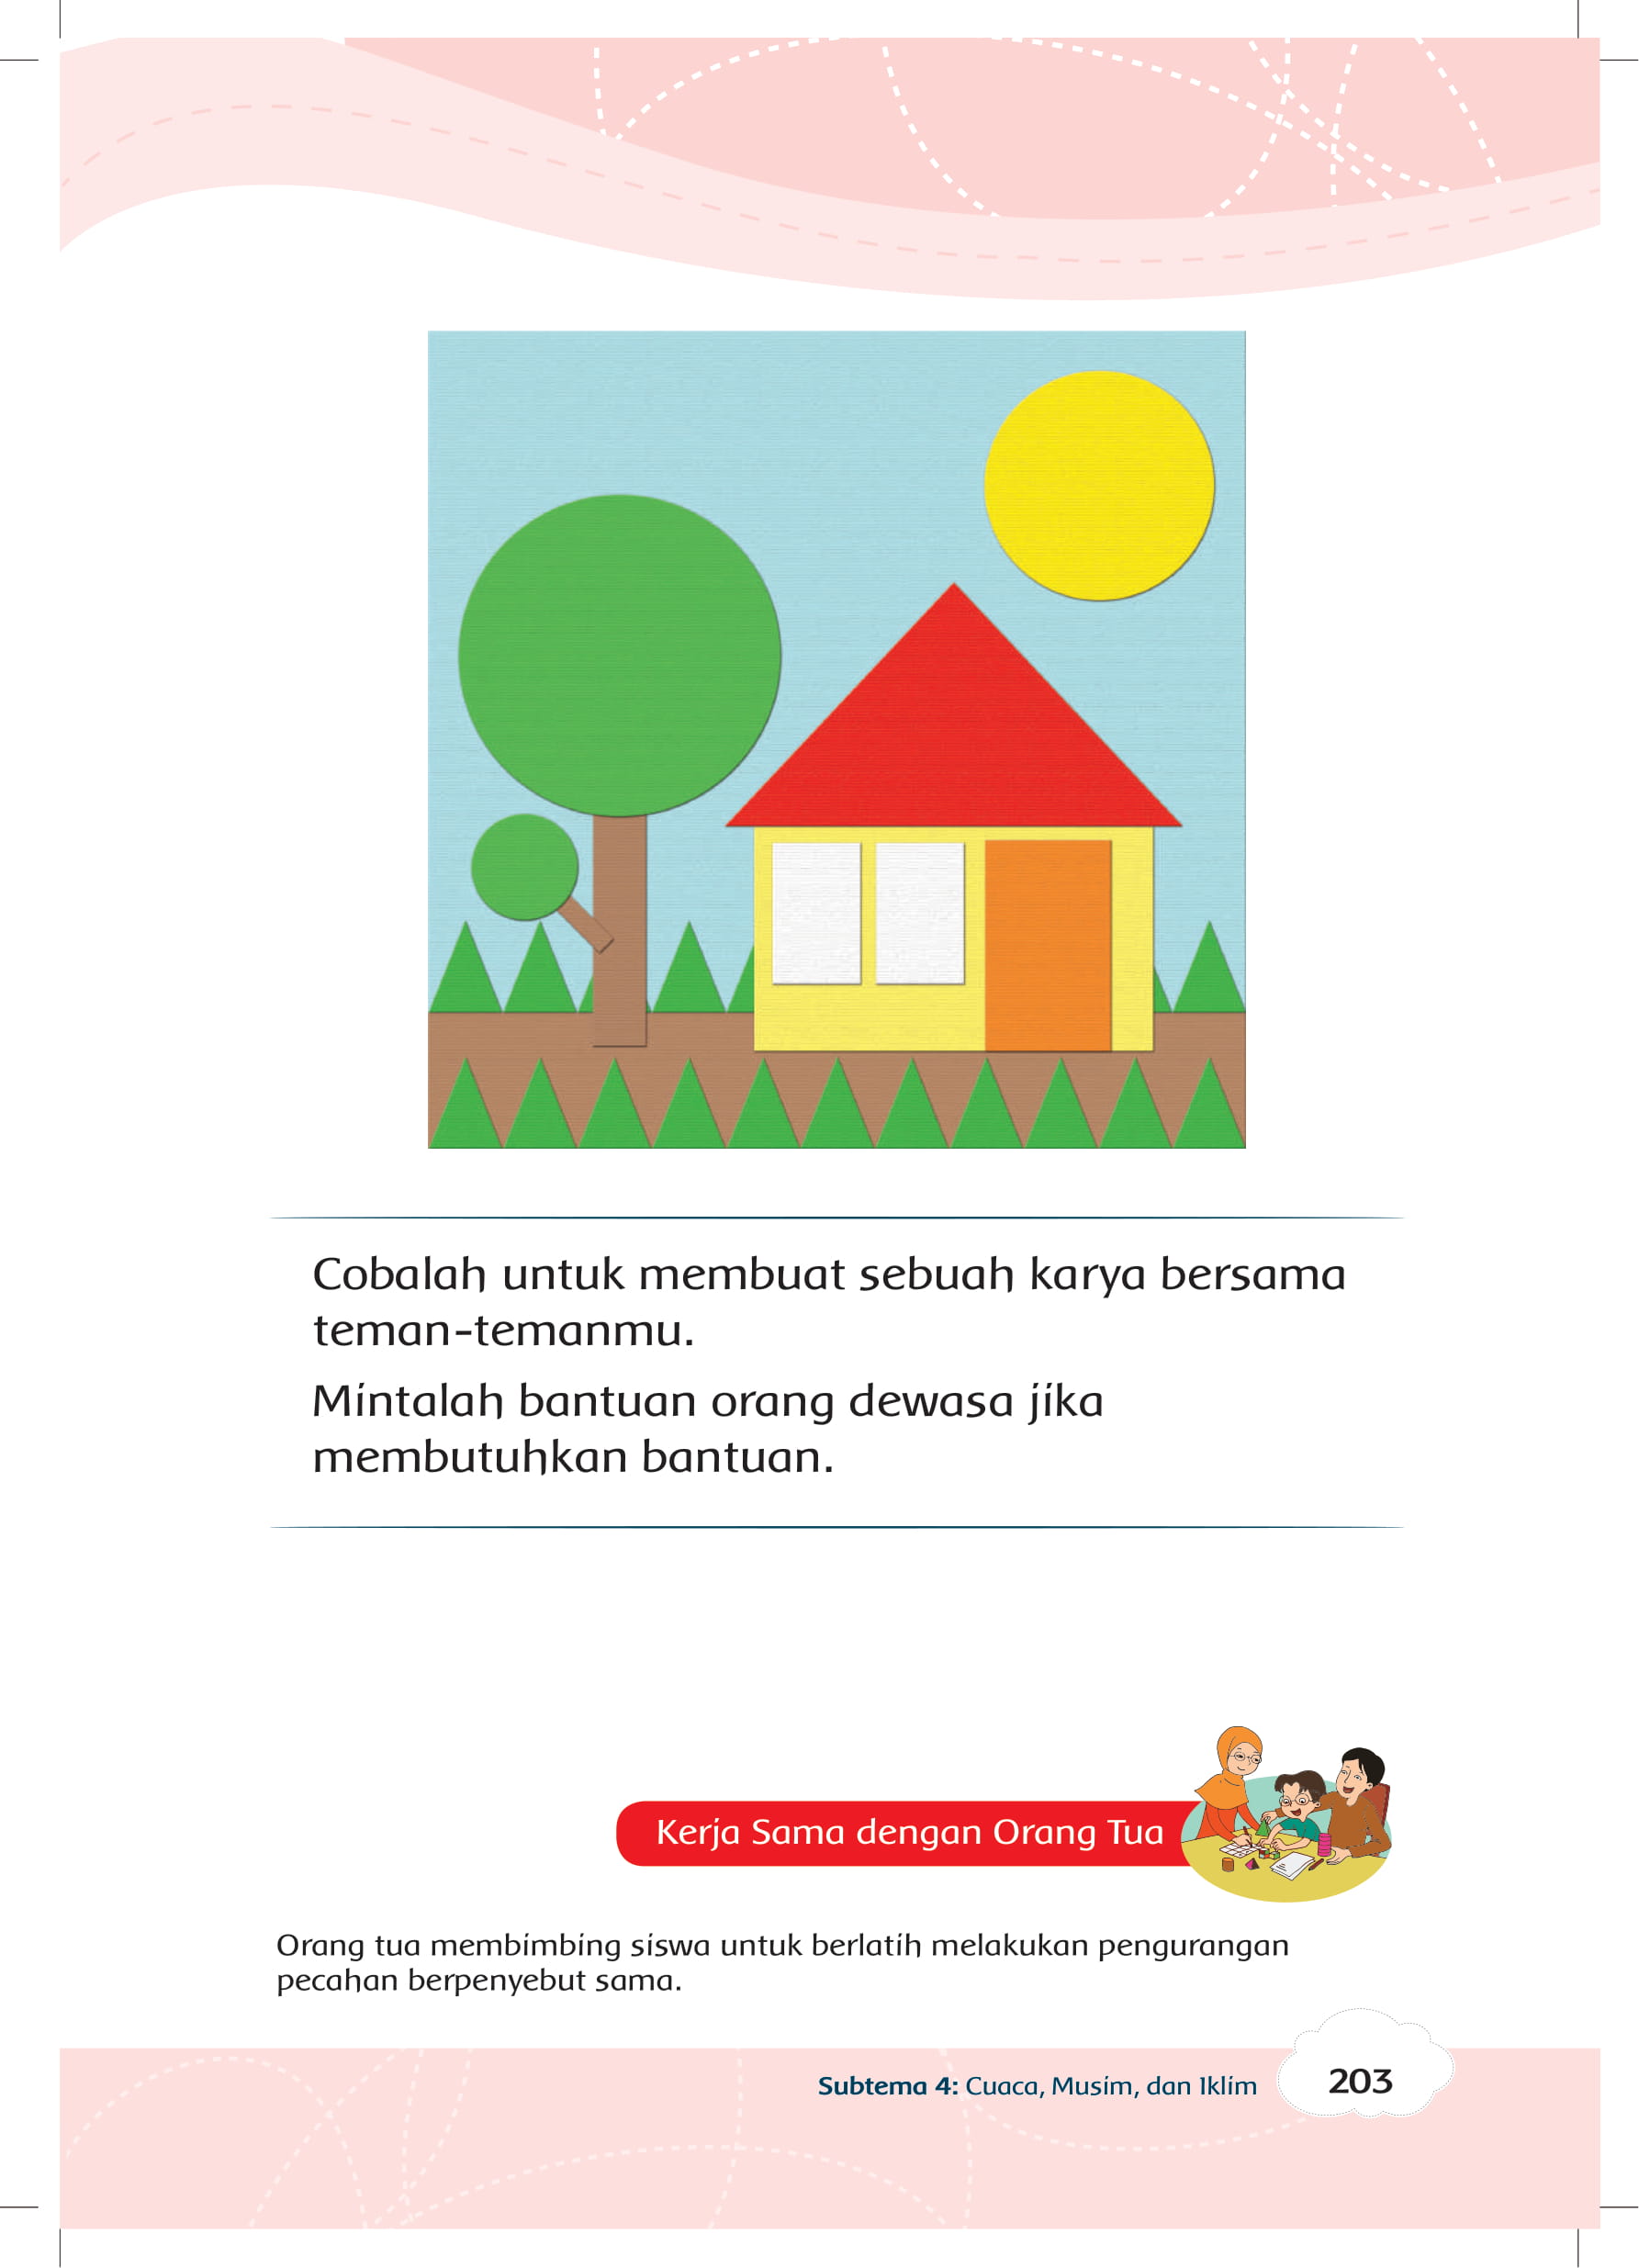 Cobalah untuk membuat sebuah karya bersama
teman-temanmu.
Mintalah bantuan orang dewasa jika
membutuhkan bantuan.
Kerja Sama dengan Orang Tua
Orang tua membimbing siswa untuk berlatih melakukan pengurangan
pecahan berpenyebut sama.
Subtema 4: Cuaca, Musim, dan Iklim
203